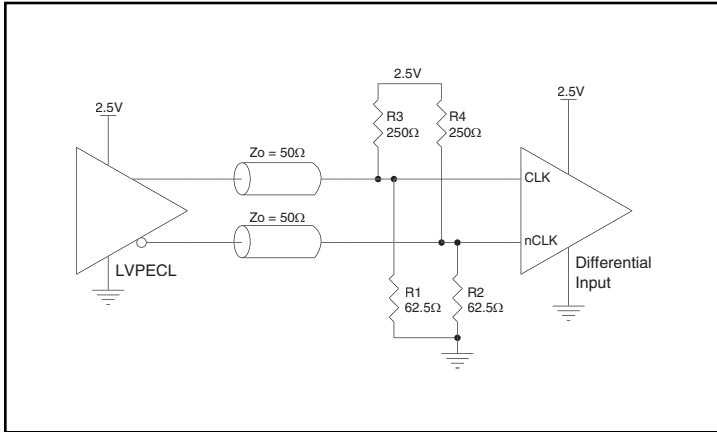 2.5V
2.5V
2.5V
R3
250Ω
R4
250Ω
Zo = 50Ω
CLK
Zo = 50Ω
nCLK
LVPECL
Differential
Input
R1
62.5Ω
R2
62.5Ω